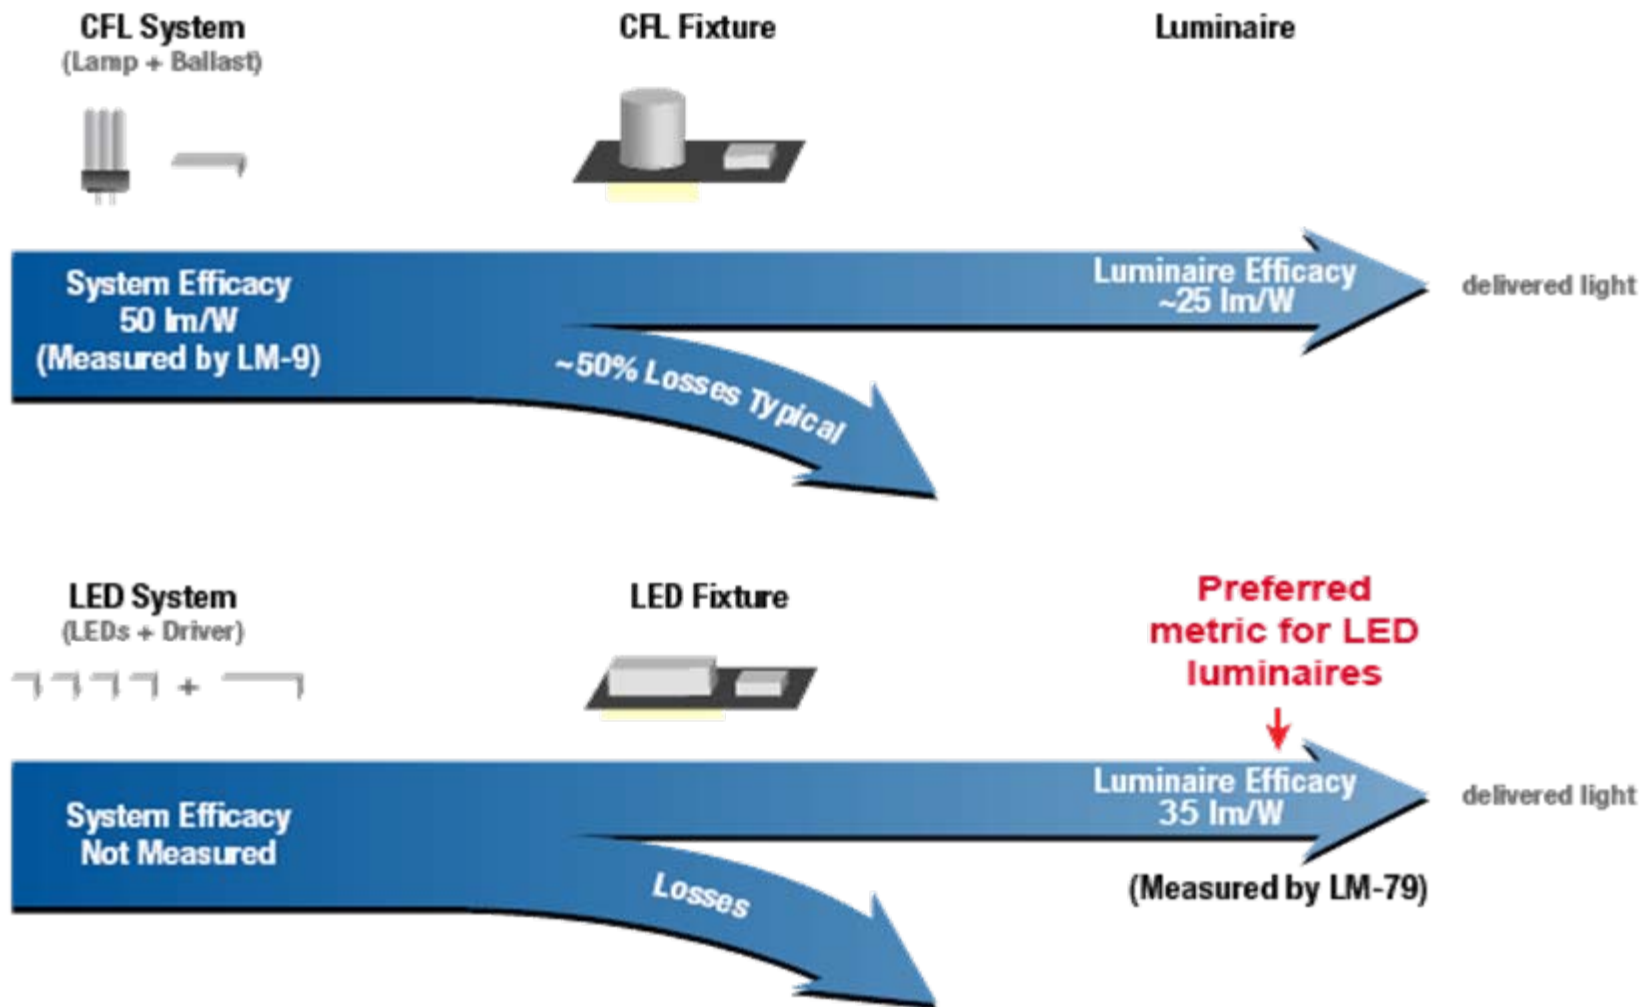 CFL System
(Lamp + Ballast)
CFL Fixture
Luminaire
System Efficacy
50 lm/W
(Measured by LM-9)
~50% Losses Typical
Luminaire Efficacy
~25 lm/W
delivered light
LED System
(LEDs + Driver)
+
LED Fixture
Preferred
metric for LED
luminaires
System Efficacy
Not Measured
Losses
Luminaire Efficacy
35 lm/W
delivered light
(Measured by LM-79)